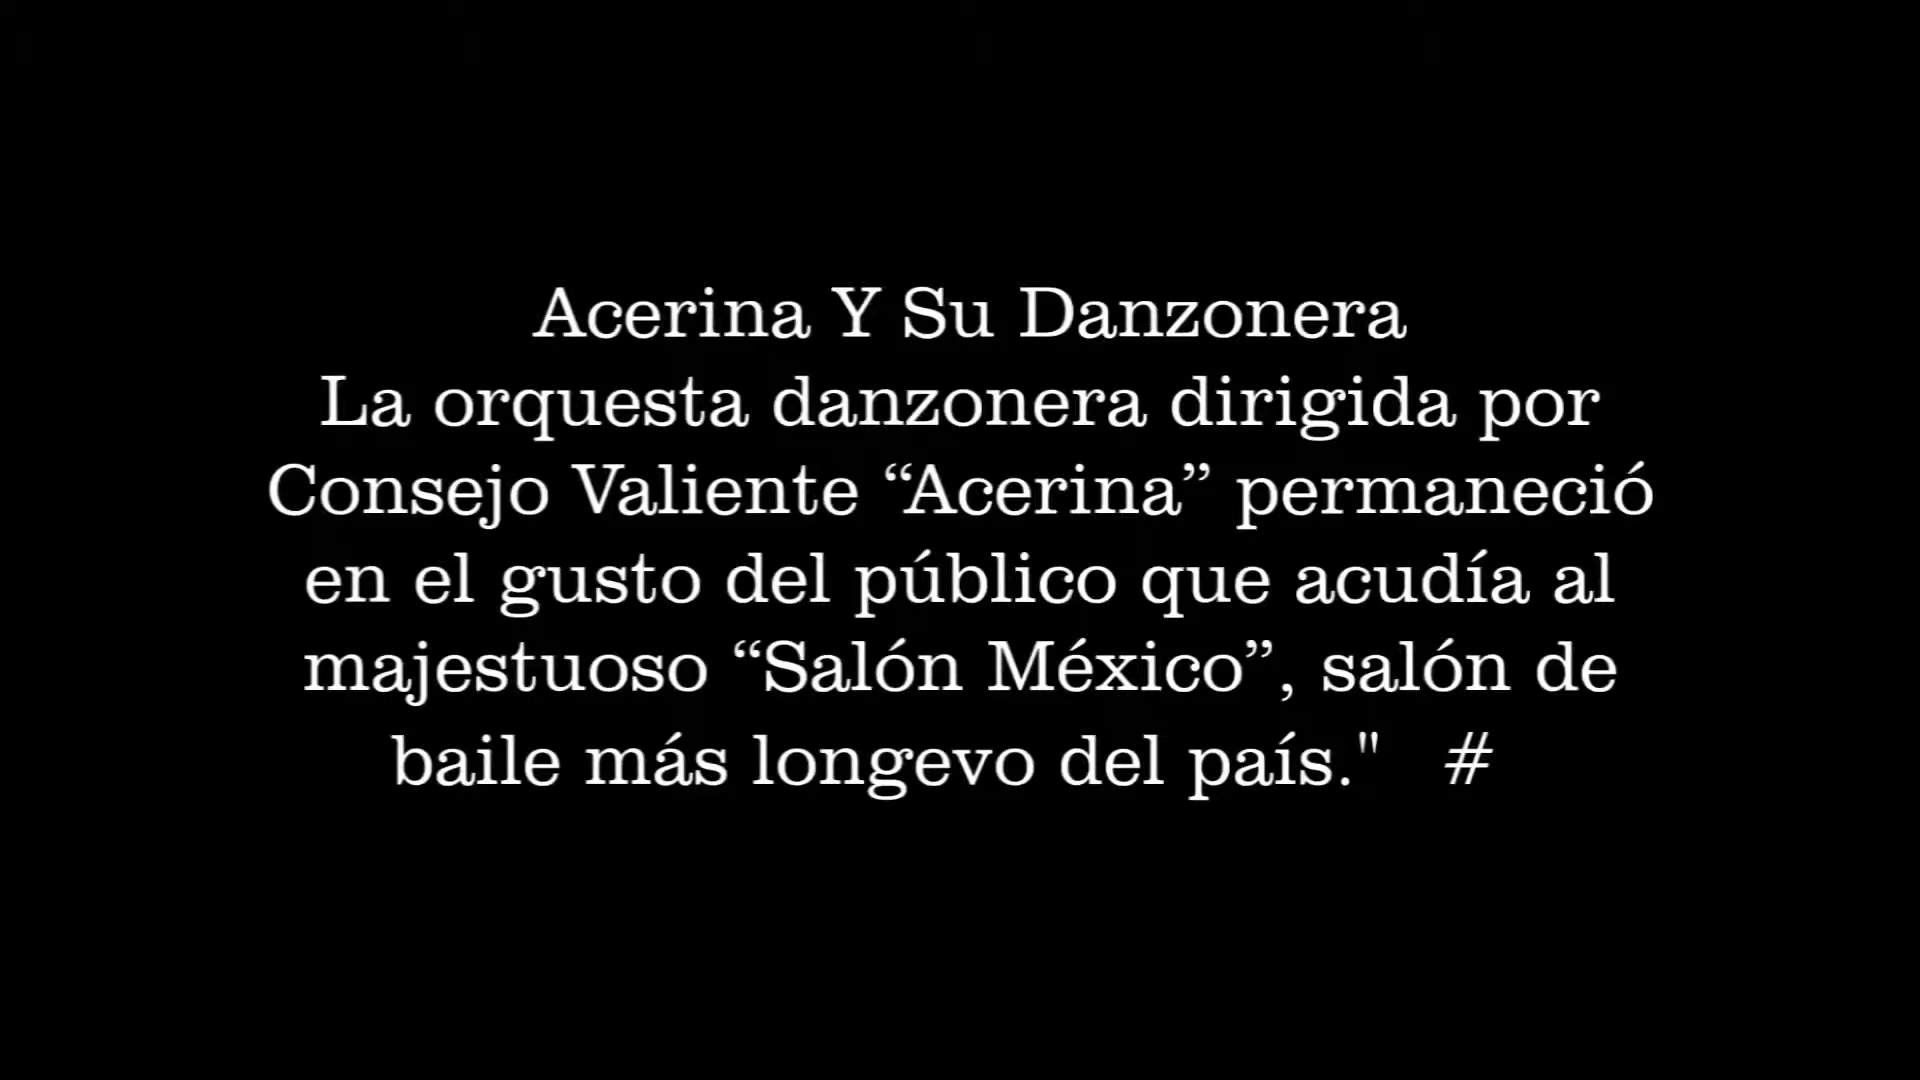 Acerina Y Su Danzonera
La orquesta danzonera dirigida por
Consejo Valiente “Acerina” permaneció
en el gusto del público que acudía al
majestuoso “Salón México”, salón de
baile más longevo del país." #